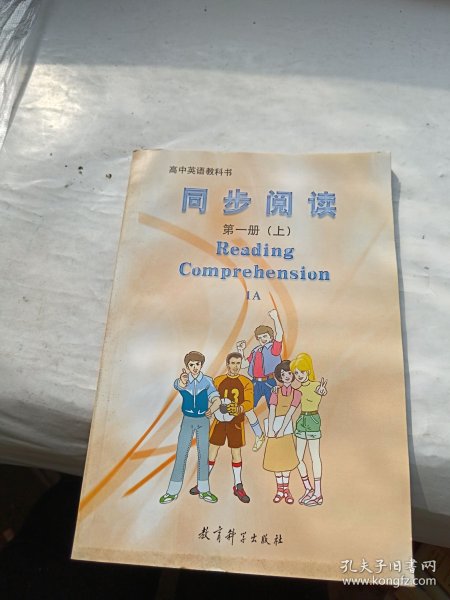 高中英语教科书
同步阅读
第一册（上）
Reading
Comprehension
IA
13
教育科学出版社
孔夫子旧书网
www.kongfz.com